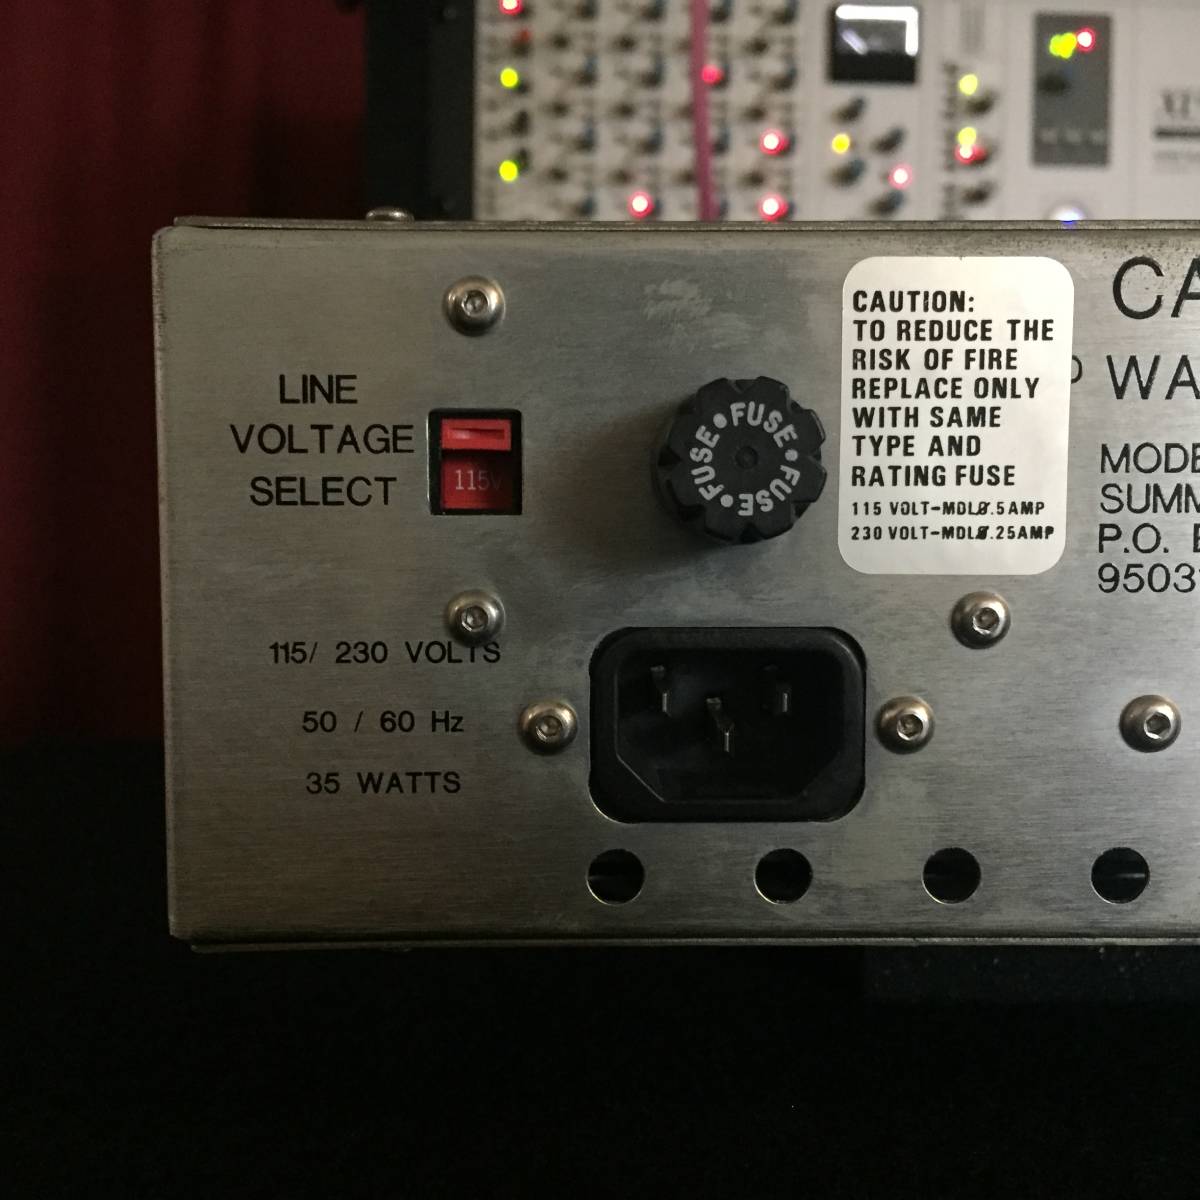 LINE
VOLTAGE
SELECT
115V
FUSE • FUSE • FUSE • FUSE •
CAUTION:
TO REDUCE THE
RISK OF FIRE
REPLACE ONLY
WITH SAME
TYPE AND
RATING FUSE
115 VOLT-MDL0.5AMP
230 VOLT-MDL0.25AMP
CA
WA
MODE
SUMM
P.O. B
9503
115/ 230 VOLTS
50 / 60 Hz
35 WATTS